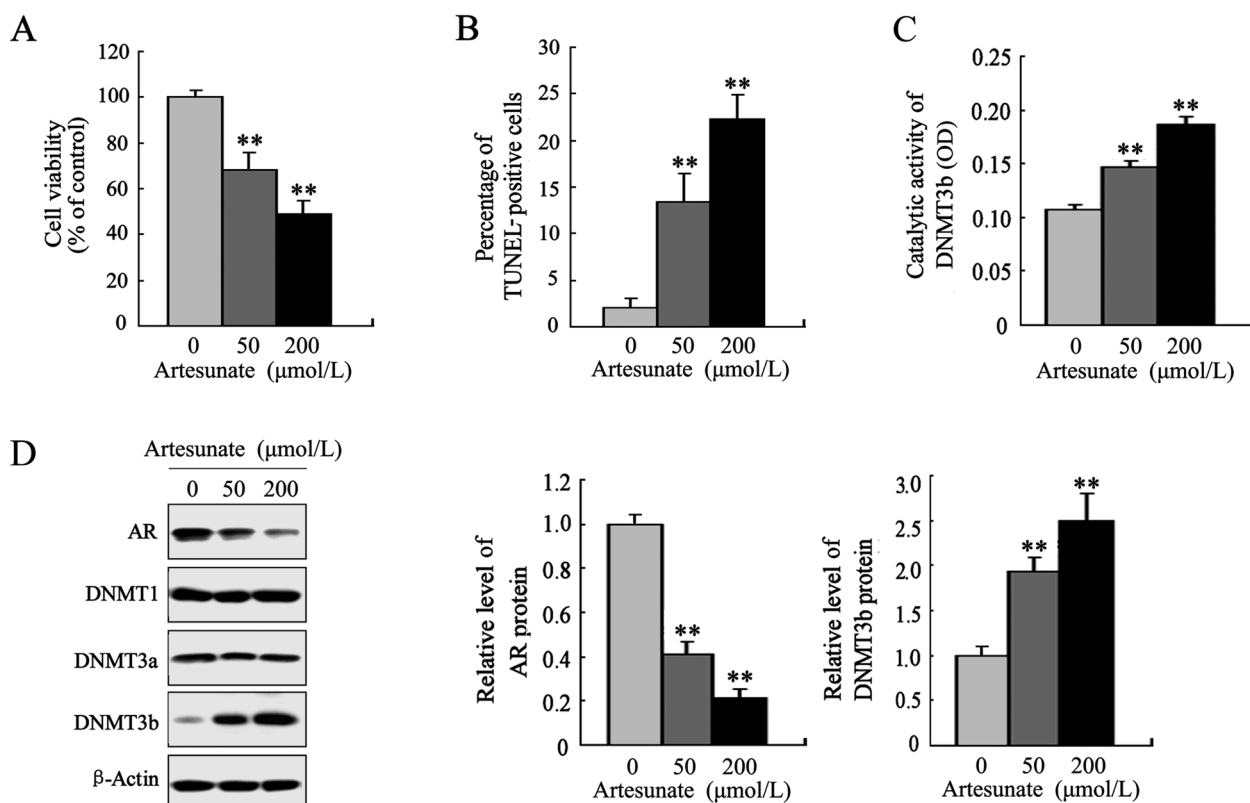 A
Cell viability
(% of control)
120
100
80
60
40
20
0
**
**
0 50 200
Artesunate (μmol/L)
B
Percentage of
TUNEL-positive cells
30
25
20
15
10
5
0
**
**
0 50 200
Artesunate (μmol/L)
C
Catalytic activity of
DNMT3b (OD)
0.25
0.20
0.15
0.10
0.05
0
**
**
0 50 200
Artesunate (μmol/L)
D
Artesunate (μmol/L)
0 50 200
AR
DNMT1
DNMT3a
DNMT3b
β-Actin
Relative level of
AR protein
1.2
1.0
0.8
0.6
0.4
0.2
0
**
**
0 50 200
Artesunate (μmol/L)
Relative level of
DNMT3b protein
3.0
2.5
2.0
1.5
1.0
0.5
0
**
**
0 50 200
Artesunate (μmol/L)